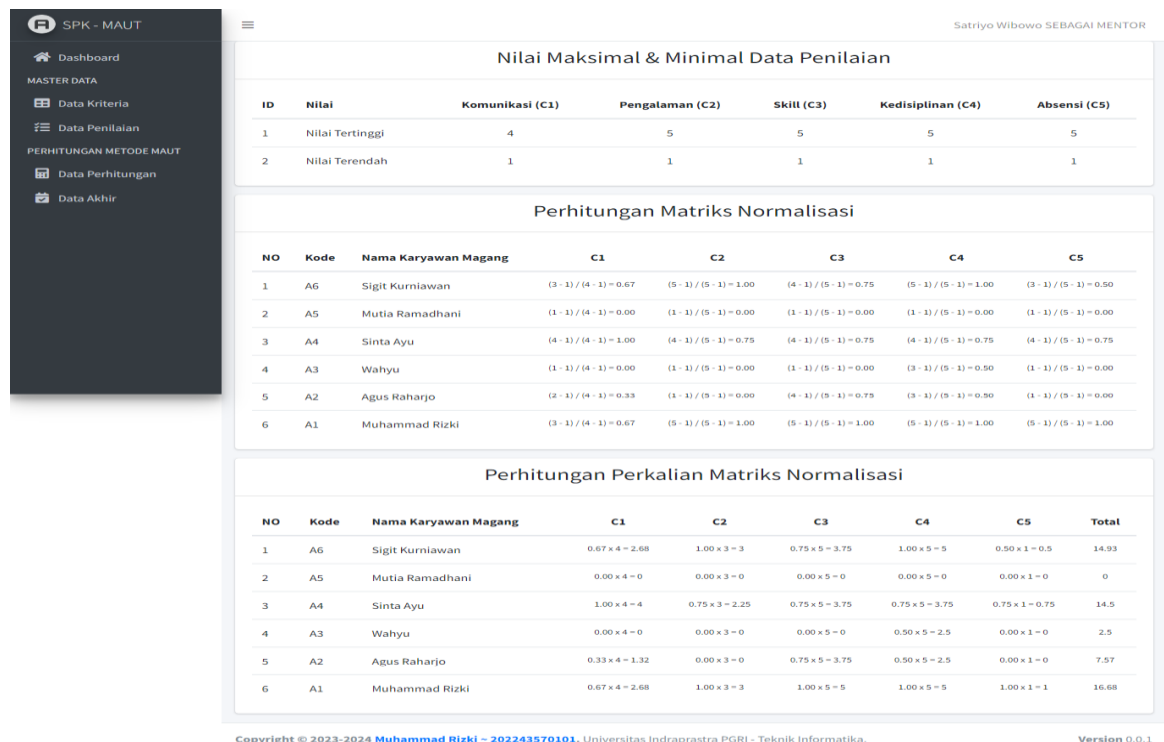 SPK - MAUT
Satriyo Wibowo SEBAGAI MENTOR
Dashboard
MASTER DATA
Data Kriteria
Data Penilaian
PERHITUNGAN METODE MAUT
Data Perhitungan
Data Akhir
Nilai Maksimal & Minimal Data Penilaian
ID Nilai Komunikasi (C1) Pengalaman (C2) Skill (C3) Kedisiplinan (C4) Absensi (C5)
1 Nilai Tertinggi 4 5 5 5 5
2 Nilai Terendah 1 1 1 1 1
Perhitungan Matriks Normalisasi
NO Kode Nama Karyawan Magang C1 C2 C3 C4 C5
1 A6 Sigit Kurniawan (3 - 1) / (4 - 1) = 0.67 (5 - 1) / (5 - 1) = 1.00 (4 - 1) / (5 - 1) = 0.75 (5 - 1) / (5 - 1) = 1.00 (3 - 1) / (5 - 1) = 0.50
2 A5 Mutia Ramadhani (1 - 1) / (4 - 1) = 0.00 (1 - 1) / (5 - 1) = 0.00 (1 - 1) / (5 - 1) = 0.00 (1 - 1) / (5 - 1) = 0.00 (1 - 1) / (5 - 1) = 0.00
3 A4 Sinta Ayu (4 - 1) / (4 - 1) = 1.00 (4 - 1) / (5 - 1) = 0.75 (4 - 1) / (5 - 1) = 0.75 (4 - 1) / (5 - 1) = 0.75 (4 - 1) / (5 - 1) = 0.75
4 A3 Wahyu (1 - 1) / (4 - 1) = 0.00 (1 - 1) / (5 - 1) = 0.00 (1 - 1) / (5 - 1) = 0.00 (3 - 1) / (5 - 1) = 0.50 (1 - 1) / (5 - 1) = 0.00
5 A2 Agus Raharjo (2 - 1) / (4 - 1) = 0.33 (1 - 1) / (5 - 1) = 0.00 (4 - 1) / (5 - 1) = 0.75 (3 - 1) / (5 - 1) = 0.50 (1 - 1) / (5 - 1) = 0.00
6 A1 Muhammad Rizki (3 - 1) / (4 - 1) = 0.67 (5 - 1) / (5 - 1) = 1.00 (5 - 1) / (5 - 1) = 1.00 (5 - 1) / (5 - 1) = 1.00 (5 - 1) / (5 - 1) = 1.00
Perhitungan Perkalian Matriks Normalisasi
NO Kode Nama Karyawan Magang C1 C2 C3 C4 C5 Total
1 A6 Sigit Kurniawan 0.67 x 4 = 2.68 1.00 x 3 = 3 0.75 x 5 = 3.75 1.00 x 5 = 5 0.50 x 1 = 0.5 14.93
2 A5 Mutia Ramadhani 0.00 x 4 = 0 0.00 x 3 = 0 0.00 x 5 = 0 0.00 x 5 = 0 0.00 x 1 = 0 0
3 A4 Sinta Ayu 1.00 x 4 = 4 0.75 x 3 = 2.25 0.75 x 5 = 3.75 0.75 x 5 = 3.75 0.75 x 1 = 0.75 14.5
4 A3 Wahyu 0.00 x 4 = 0 0.00 x 3 = 0 0.00 x 5 = 0 0.50 x 5 = 2.5 0.00 x 1 = 0 2.5
5 A2 Agus Raharjo 0.33 x 4 = 1.32 0.00 x 3 = 0 0.75 x 5 = 3.75 0.50 x 5 = 2.5 0.00 x 1 = 0 7.57
6 A1 Muhammad Rizki 0.67 x 4 = 2.68 1.00 x 3 = 3 1.00 x 5 = 5 1.00 x 5 = 5 1.00 x 1 = 1 16.68
Copyright © 2023-2024 Muhammad Rizki ~ 202243570101. Universitas Indraprastra PGRI - Teknik Informatika. Version 0.0.1